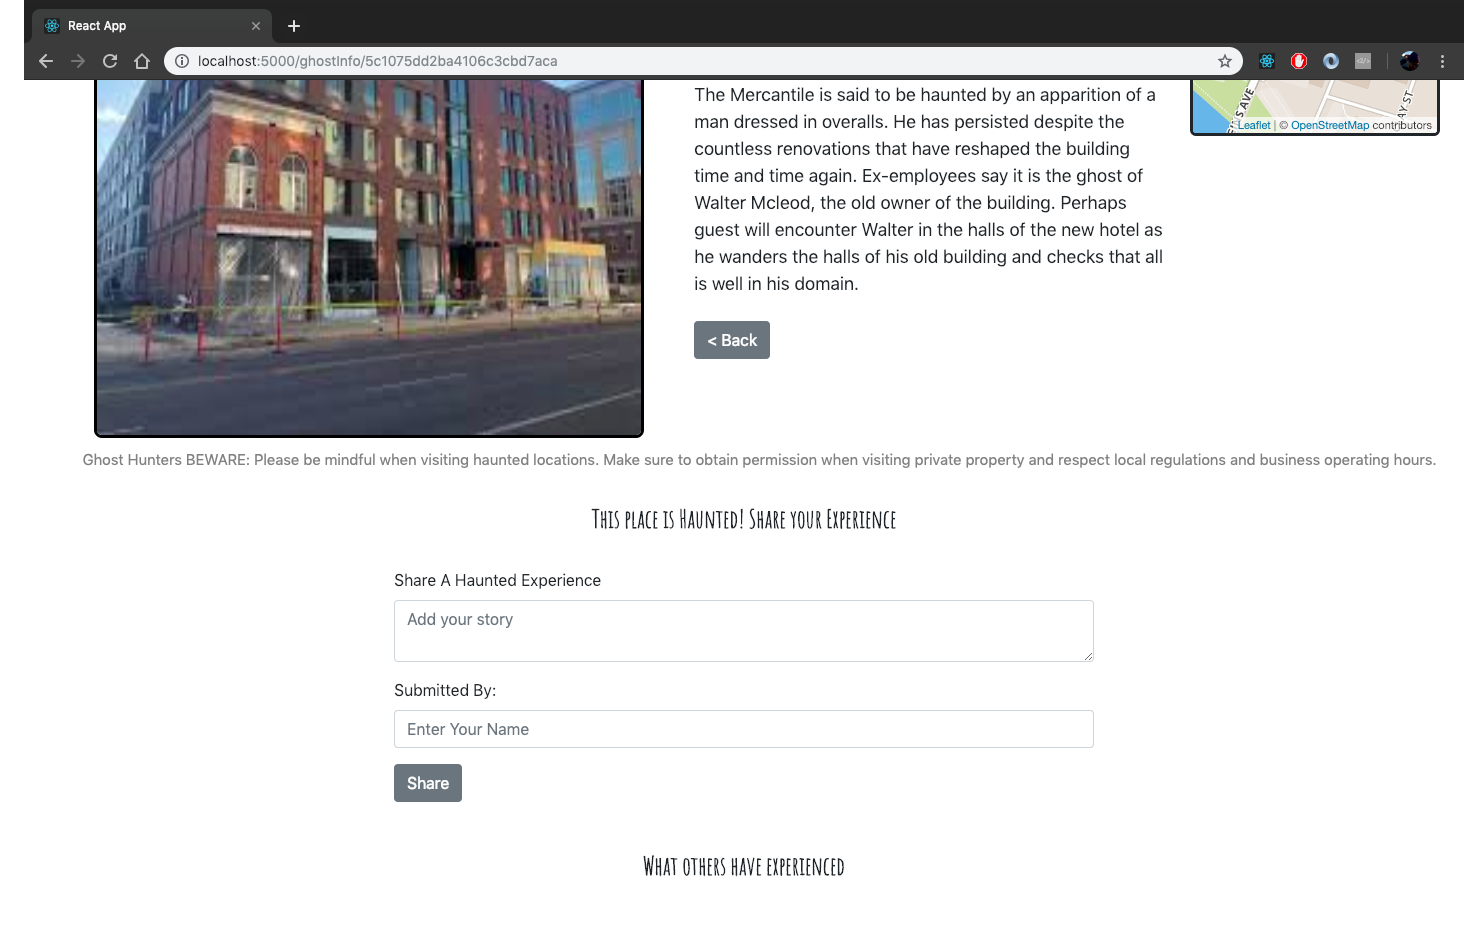 React App
localhost:5000/ghostInfo/5c1075dd2ba4106c3cbd7aca
The Mercantile is said to be haunted by an apparition of a
man dressed in overalls. He has persisted despite the
countless renovations that have reshaped the building
time and time again. Ex-employees say it is the ghost of
Walter Mcleod, the old owner of the building. Perhaps
guest will encounter Walter in the halls of the new hotel as
he wanders the halls of his old building and checks that all
is well in his domain.
< Back
Leaflet | © OpenStreetMap contributors
Ghost Hunters BEWARE: Please be mindful when visiting haunted locations. Make sure to obtain permission when visiting private property and respect local regulations and business operating hours.
This place is Haunted! Share your Experience
Share A Haunted Experience
Add your story
Submitted By:
Enter Your Name
Share
What others have experienced